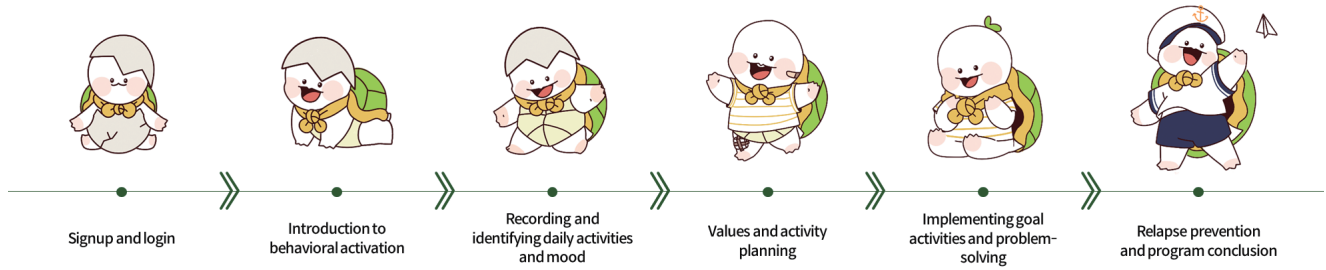 Signup and login
Introduction to
behavioral activation
Recording and
identifying daily activities
and mood
Values and activity
planning
Implementing goal
activities and problem-
solving
Relapse prevention
and program conclusion